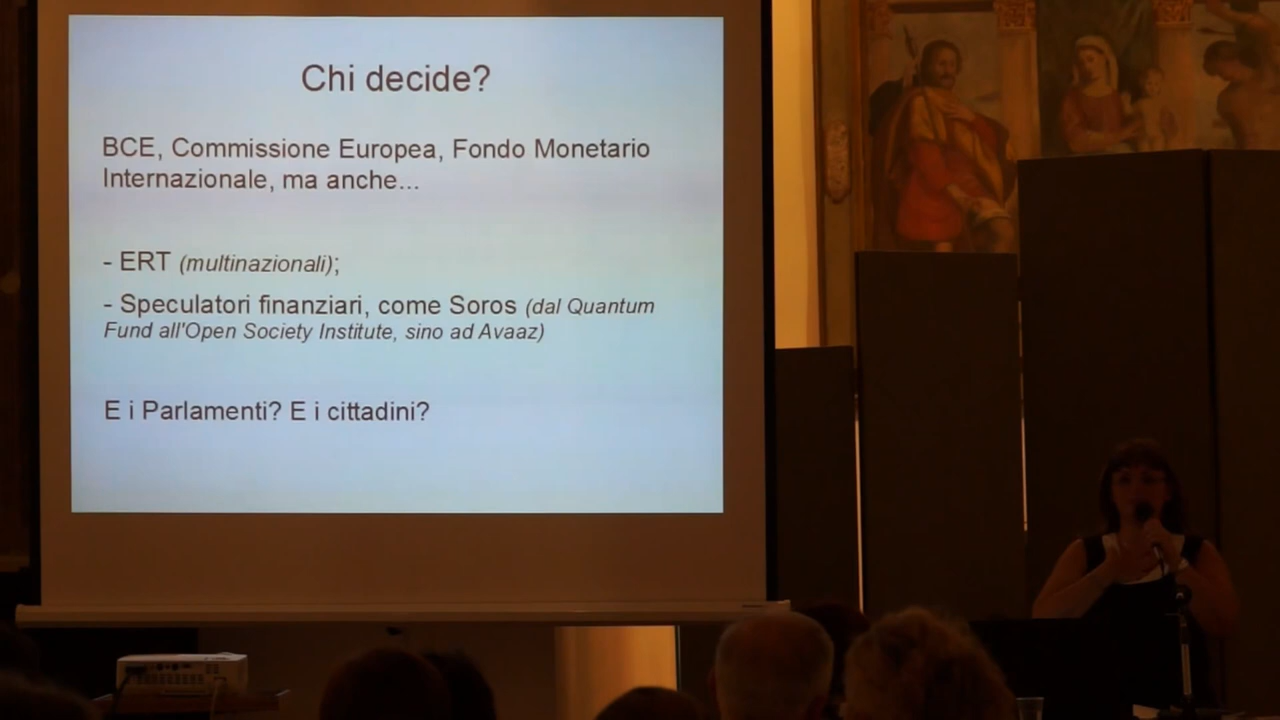 Chi decide?
BCE, Commissione Europea, Fondo Monetario
Internazionale, ma anche...
- ERT (multinazionali);
- Speculatori finanziari, come Soros (dal Quantum
Fund all'Open Society Institute, sino ad Avaaz)
E i Parlamenti? E i cittadini?